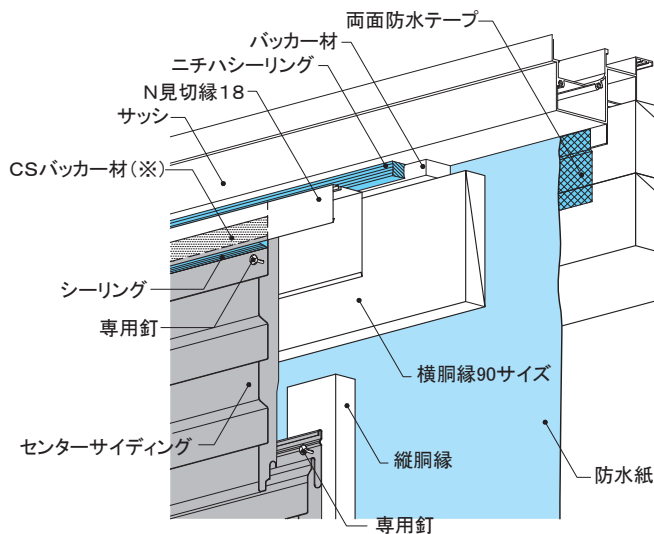 両面防水テープ
バッカー材
ニチハシーリング
N見切縁18
サッシ
CSバッカー材(※)
シーリング
専用釘
横胴縁90サイズ
センターサイディング
縦胴縁
防水紙
専用釘